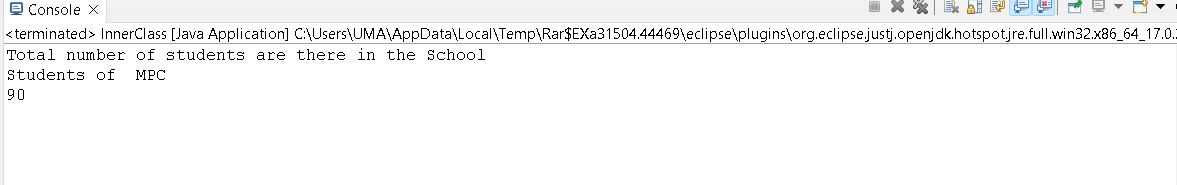 Console
<terminated> InnerClass [Java Application] C:\Users\UMA\AppData\Local\Temp\Rar$EXa31504.44469\eclipse\plugins\org.eclipse.justj.openjdk.hotspot.jre.full.win32.x86_64_17.0.
Total number of students are there in the School
Students of  MPC
90